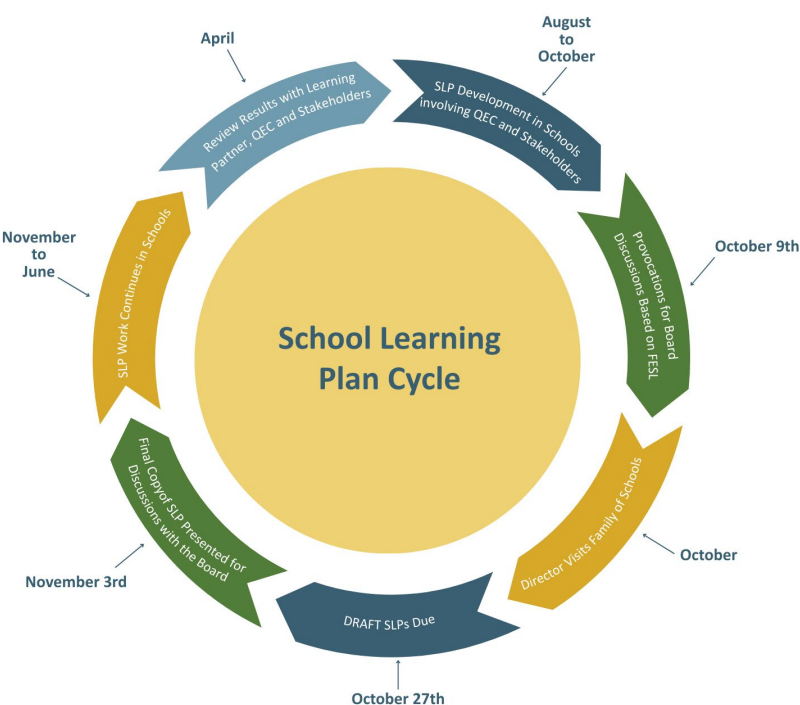 School Learning
Plan Cycle
August
to
October
SLP Development in Schools
involving QEC and Stakeholders
October 9th
Provocations for Board
Discussions Based on FESL
October
Director Visits Family of Schools
October 27th
DRAFT SLPs Due
November 3rd
Final Copyof SLP Presented for
Discussions with the Board
November
to
June
SLP Work Continues in Schools
April
Review Results with Learning
Partner, QEC and Stakeholders